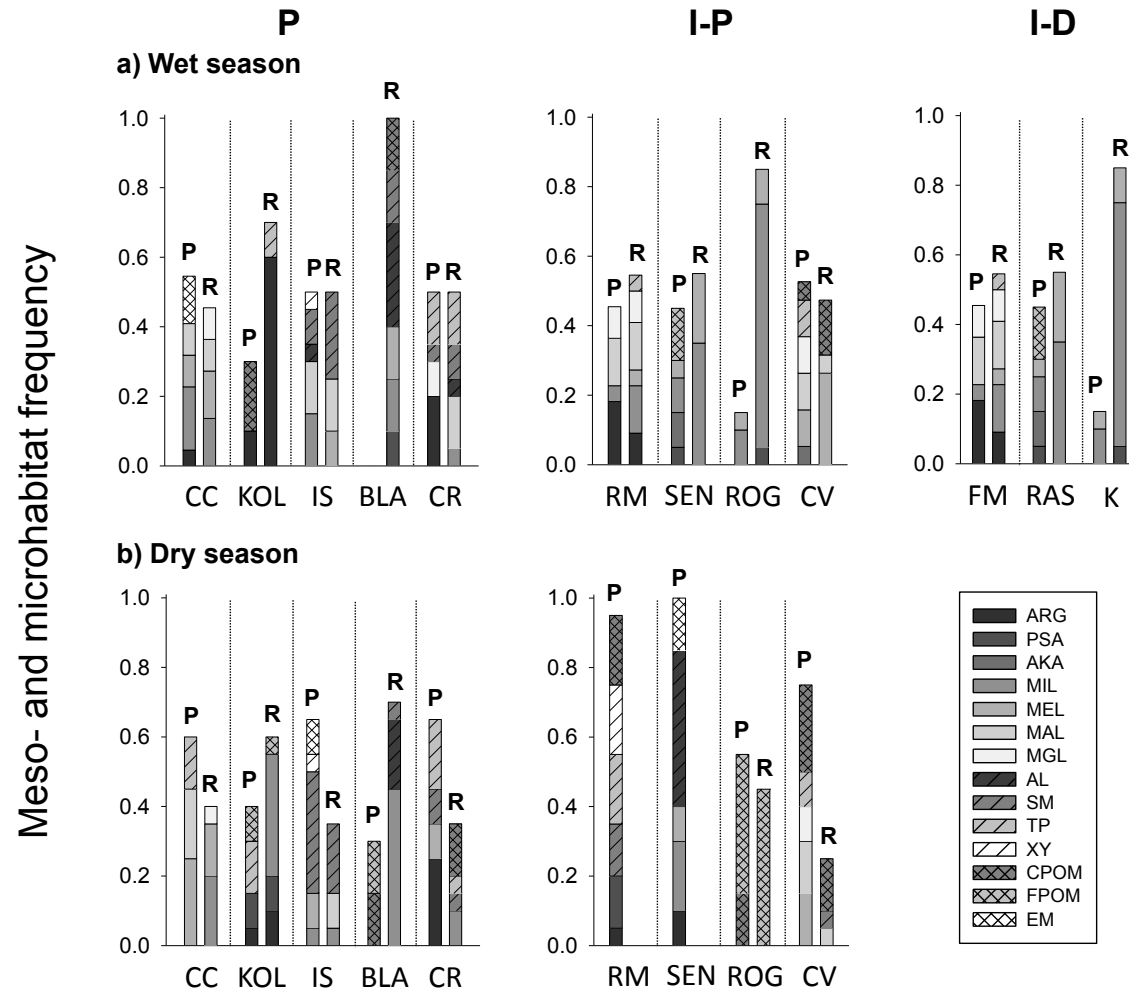 P I-P I-D
a) Wet season
Meso- and microhabitat frequency
1.0
0.8
0.6
0.4
0.2
0.0
P R P R P R R P R
CC KOL IS BLA CR
1.0
0.8
0.6
0.4
0.2
0.0
P R P R P R P R
RM SEN ROG CV
1.0
0.8
0.6
0.4
0.2
0.0
P R P R P R
FM RAS K
b) Dry season
1.0
0.8
0.6
0.4
0.2
0.0
P R P R P R P R P R
CC KOL IS BLA CR
1.0
0.8
0.6
0.4
0.2
0.0
P P P R P R
RM SEN ROG CV
ARG
PSA
AKA
MIL
MEL
MAL
MGL
AL
SM
TP
XY
CPOM
FPOM
EM